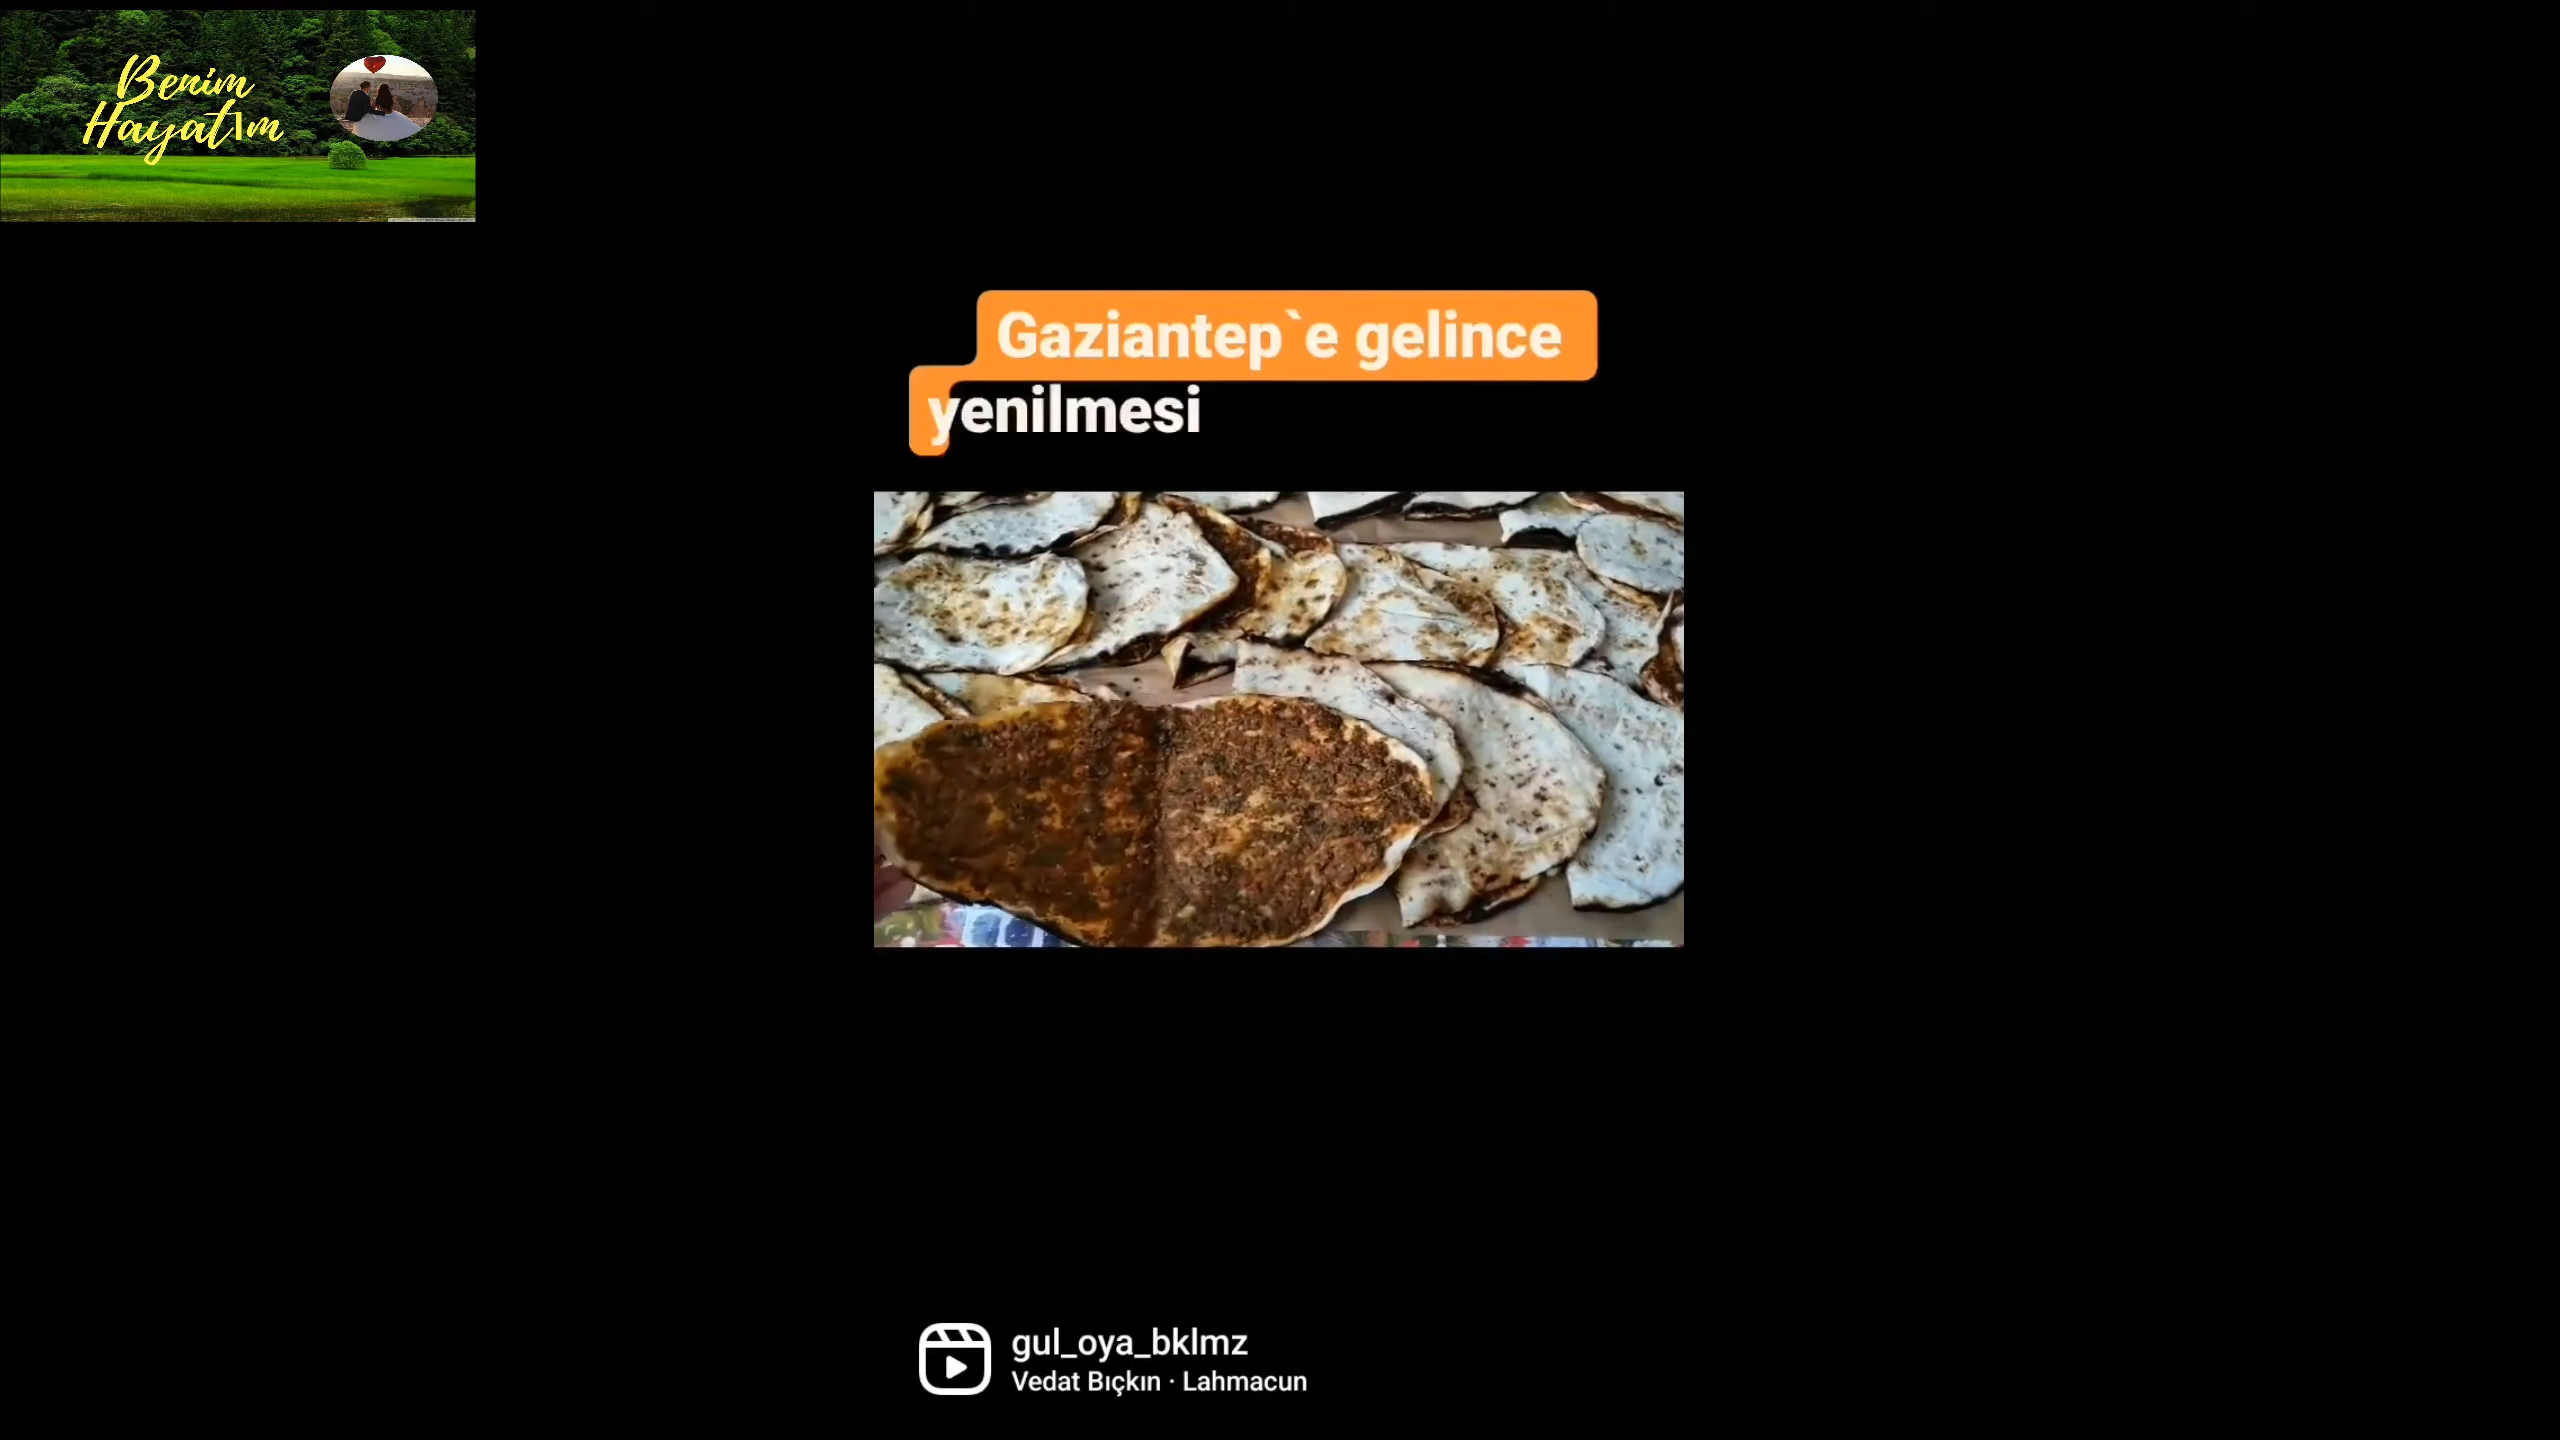 Benim
Hayatım
Gaziantep`e gelince
yenilmesi
gul_oya_bklmz
Vedat Bıçkın · Lahmacun